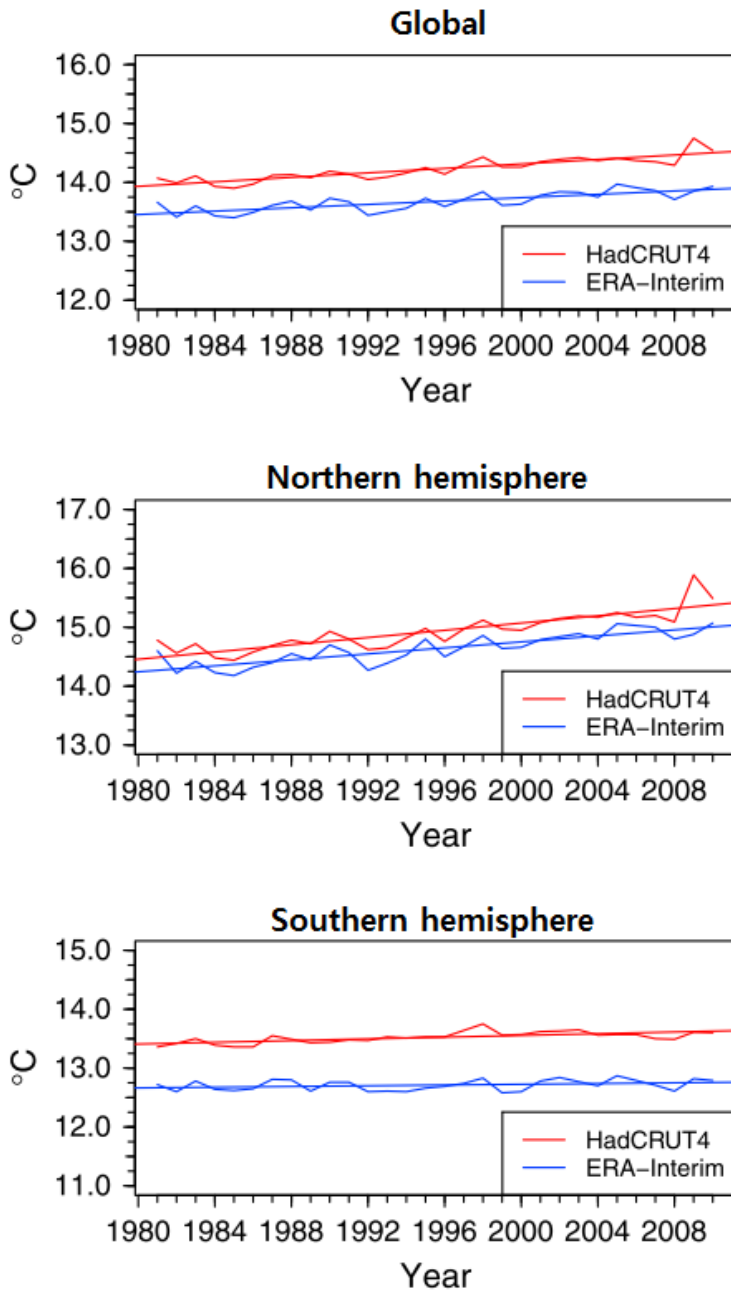 Global
°C
16.0
15.0
14.0
13.0
12.0
HadCRUT4
ERA−Interim
1980 1984 1988 1992 1996 2000 2004 2008
Year
Northern hemisphere
°C
17.0
16.0
15.0
14.0
13.0
HadCRUT4
ERA−Interim
1980 1984 1988 1992 1996 2000 2004 2008
Year
Southern hemisphere
°C
15.0
14.0
13.0
12.0
11.0
HadCRUT4
ERA−Interim
1980 1984 1988 1992 1996 2000 2004 2008
Year